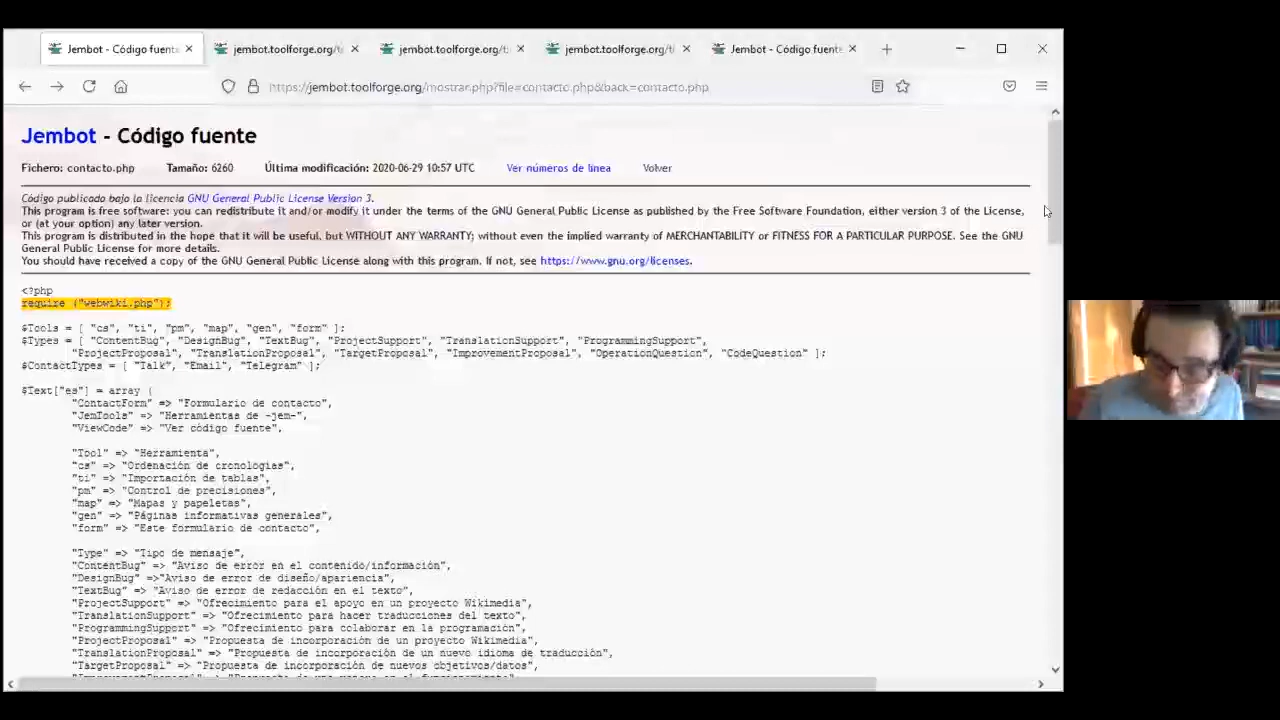 Jembot - Código fuente
jembot.toolforge.org/t
jembot.toolforge.org/t
jembot.toolforge.org/t
Jembot - Código fuente
https://jembot.toolforge.org/mostrar.php?file=contacto.php&back=contacto.php
Jembot - Código fuente
Fichero: contacto.php Tamaño: 6260 Última modificación: 2020-06-29 10:57 UTC Ver números de línea Volver
Código publicado bajo la licencia GNU General Public License Version 3.
This program is free software: you can redistribute it and/or modify it under the terms of the GNU General Public License as published by the Free Software Foundation, either version 3 of the License,
or (at your option) any later version.
This program is distributed in the hope that it will be useful, but WITHOUT ANY WARRANTY; without even the implied warranty of MERCHANTABILITY or FITNESS FOR A PARTICULAR PURPOSE. See the GNU
General Public License for more details.
You should have received a copy of the GNU General Public License along with this program. If not, see https://www.gnu.org/licenses.
<?php
require ("webwiki.php");
$Tools = [ "cs", "ti", "pm", "map", "gen", "form" ];
$Types = [ "ContentBug", "DesignBug", "TextBug", "ProjectSupport", "TranslationSupport", "ProgrammingSupport",
"ProjectProposal", "TranslationProposal", "TargetProposal", "ImprovementProposal", "OperationQuestion", "CodeQuestion" ];
$ContactTypes = [ "Talk", "Email", "Telegram" ];
$Text["es"] = array (
"ContactForm" => "Formulario de contacto",
"JemTools" => "Herramientas de -jem-",
"ViewCode" => "Ver código fuente",
"Tool" => "Herramienta",
"cs" => "Ordenación de cronologías",
"ti" => "Importación de tablas",
"pm" => "Control de precisiones",
"map" => "Mapas y papeletas",
"gen" => "Páginas informativas generales",
"form" => "Este formulario de contacto",
"Type" => "Tipo de mensaje",
"ContentBug" => "Aviso de error en el contenido/información",
"DesignBug" =>"Aviso de error de diseño/apariencia",
"TextBug" => "Aviso de error de redacción en el texto",
"ProjectSupport" => "Ofrecimiento para el apoyo en un proyecto Wikimedia",
"TranslationSupport" => "Ofrecimiento para hacer traducciones del texto",
"ProgrammingSupport" => "Ofrecimiento para colaborar en la programación",
"ProjectProposal" => "Propuesta de incorporación de un proyecto Wikimedia",
"TranslationProposal" => "Propuesta de incorporación de un nuevo idioma de traducción",
"TargetProposal" => "Propuesta de incorporación de nuevos objetivos/datos",